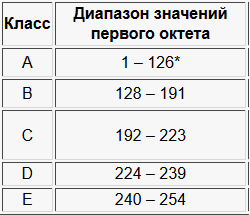 Класс Диапазон значений
первого октета
A 1 – 126*
B 128 – 191
C 192 – 223
D 224 – 239
E 240 – 254